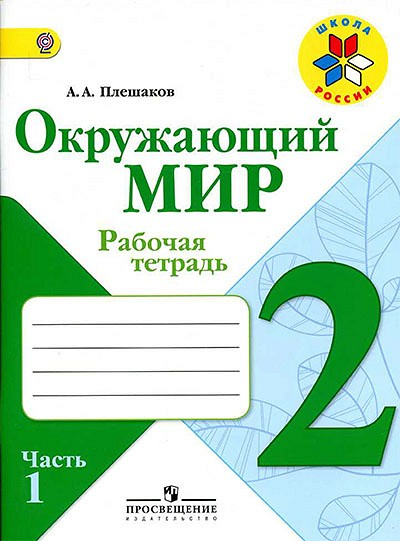 ШКОЛА
РОССИИ
А. А. Плешаков
Окружающий
МИР
Рабочая
тетрадь
2
Часть
1
ПРОСВЕЩЕНИЕ
ИЗДАТЕЛЬСТВО